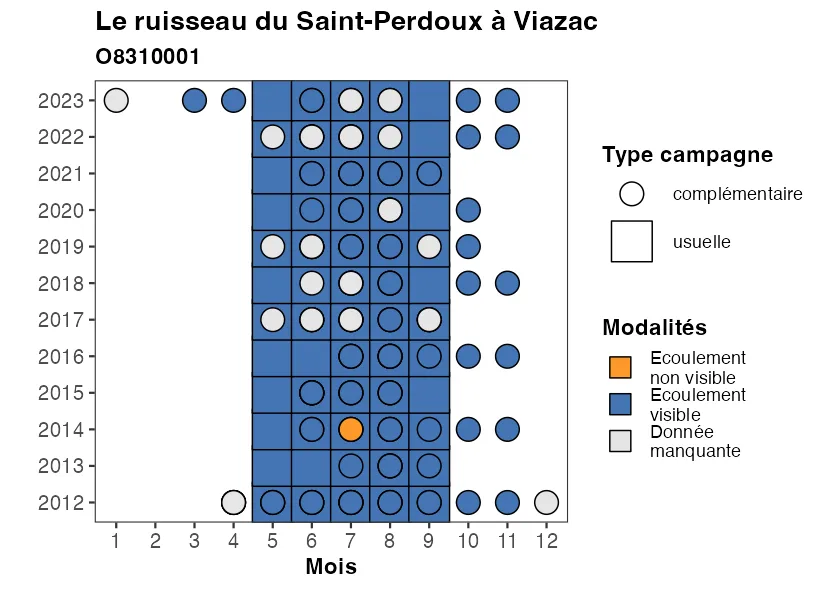 Le ruisseau du Saint-Perdoux à Viazac
O8310001
2023
2022
2021
2020
2019
2018
2017
2016
2015
2014
2013
2012
1 2 3 4 5 6 7 8 9 10 11 12
Mois
Type campagne
complémentaire
usuelle
Modalités
Ecoulement
non visible
Ecoulement
visible
Donnée
manquante